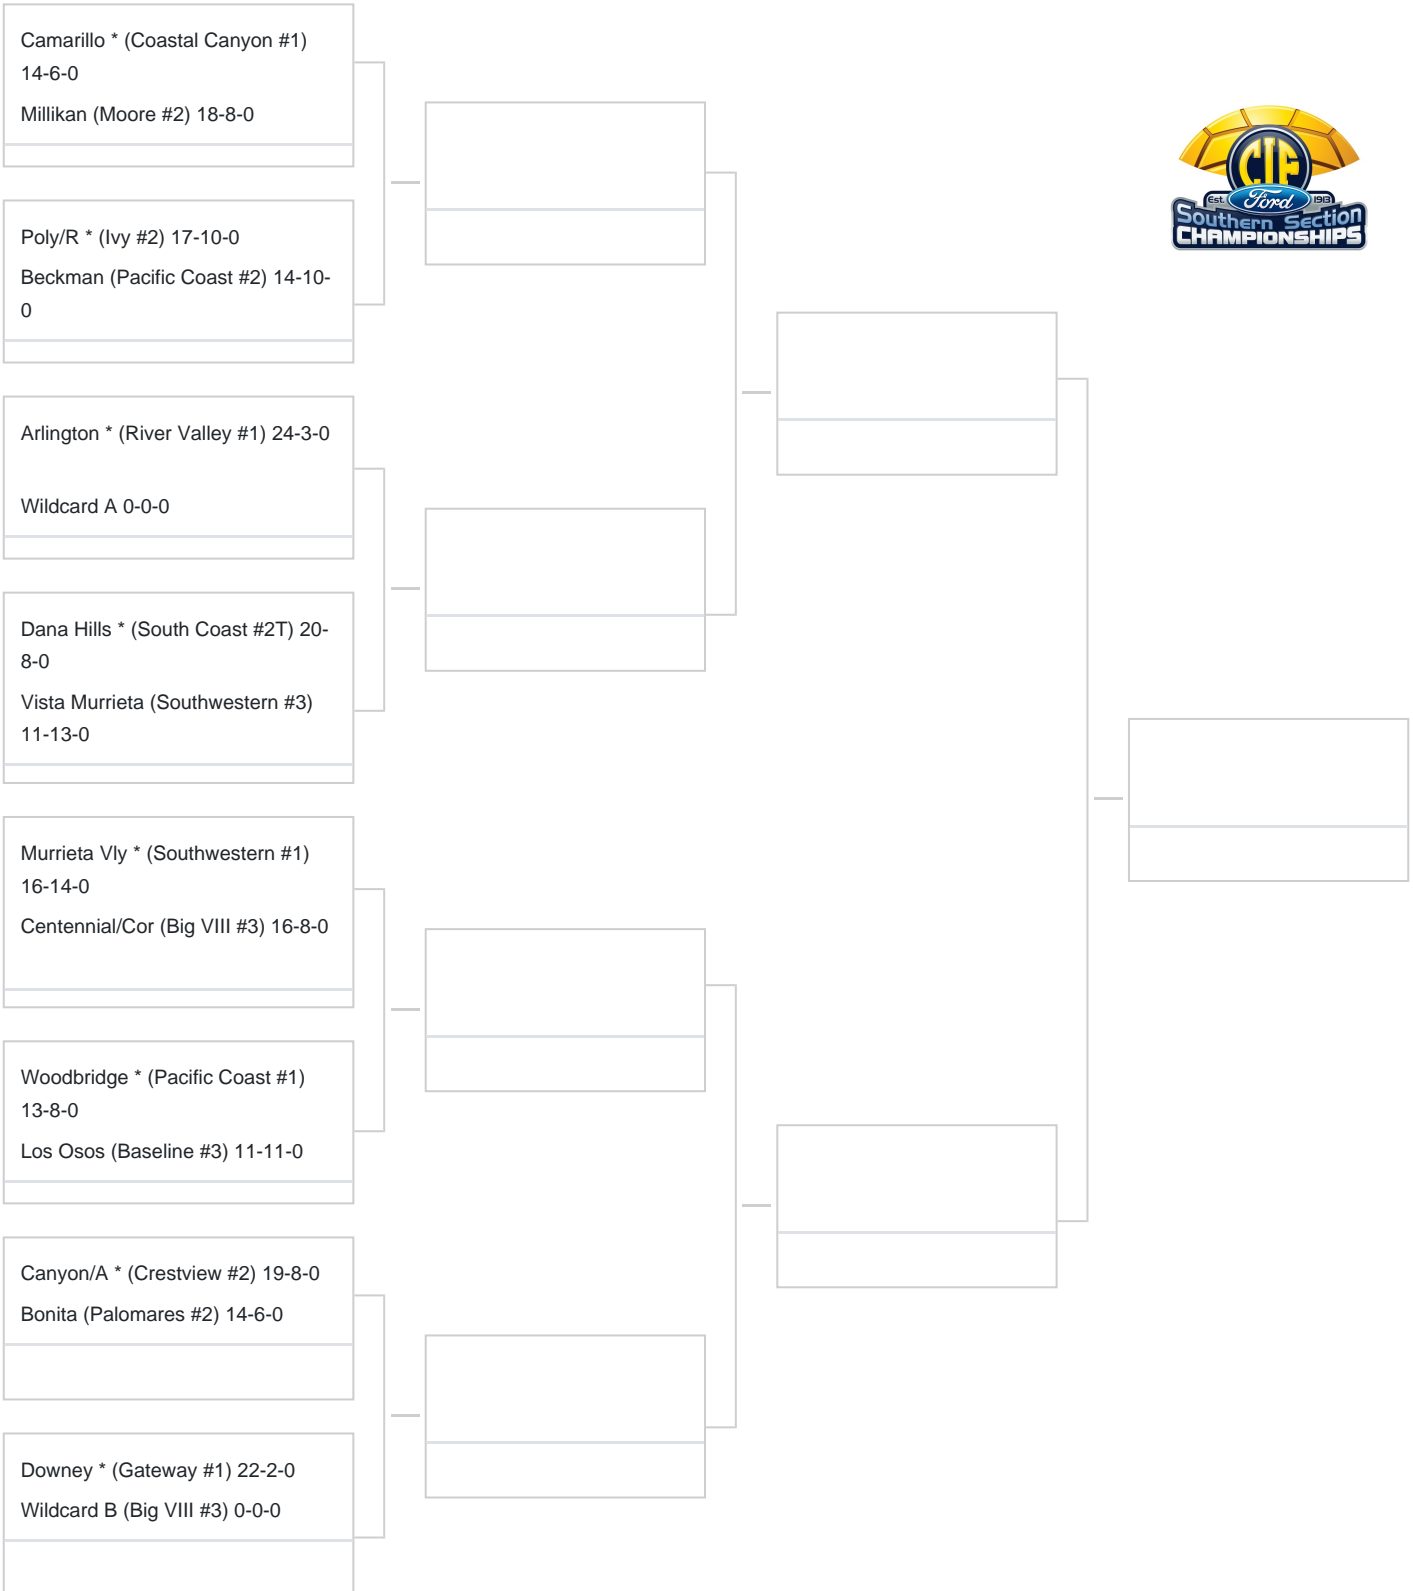 Camarillo * (Coastal Canyon #1)
14-6-0
Millikan (Moore #2) 18-8-0
Poly/R * (Ivy #2) 17-10-0
Beckman (Pacific Coast #2) 14-10-
0
Arlington * (River Valley #1) 24-3-0
Wildcard A 0-0-0
Dana Hills * (South Coast #2T) 20-
8-0
Vista Murrieta (Southwestern #3)
11-13-0
Murrieta Vly * (Southwestern #1)
16-14-0
Centennial/Cor (Big VIII #3) 16-8-0
Woodbridge * (Pacific Coast #1)
13-8-0
Los Osos (Baseline #3) 11-11-0
Canyon/A * (Crestview #2) 19-8-0
Bonita (Palomares #2) 14-6-0
Downey * (Gateway #1) 22-2-0
Wildcard B (Big VIII #3) 0-0-0
CIF
Est. Ford 1913
Southern Section
CHAMPIONSHIPS